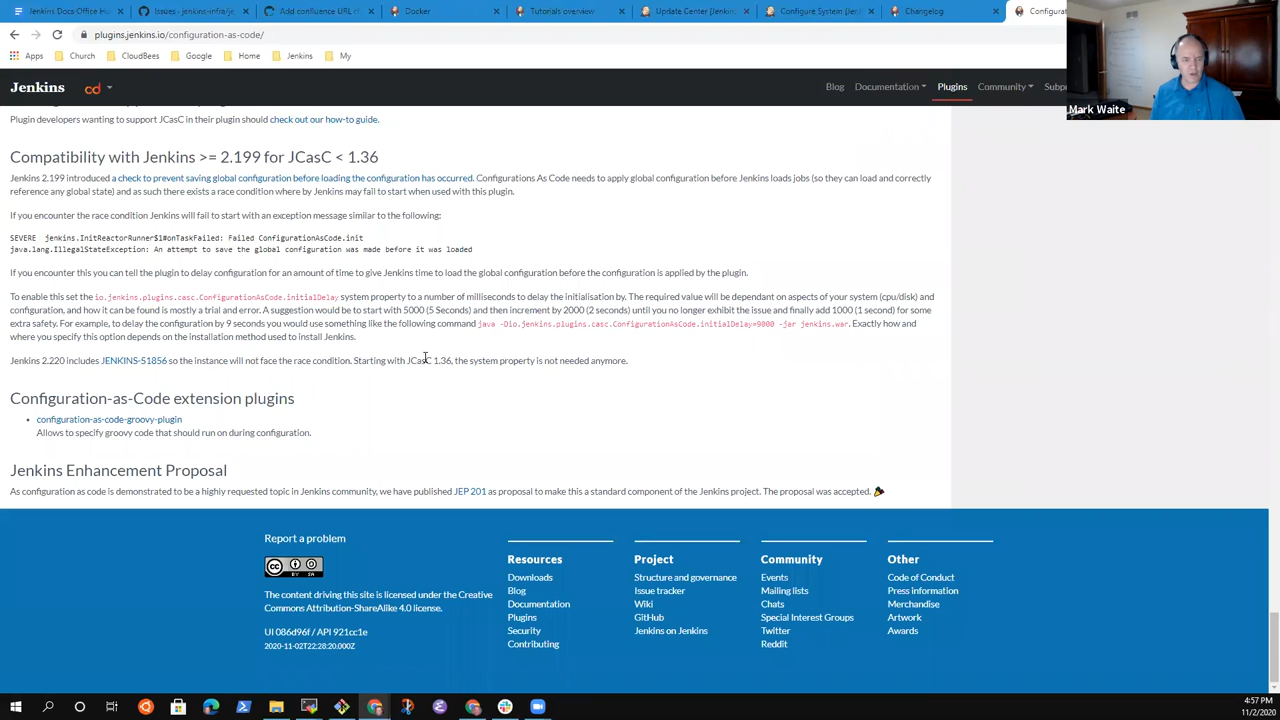 Jenkins Docs Office Hou
Issues · jenkins-infra/je
Add confluence URL cf
Docker
Tutorials overview
Update Center [Jenkin
Configure System [Jen
Changelog
Configurat
plugins.jenkins.io/configuration-as-code/
Apps
Church
CloudBees
Google
Home
Jenkins
My
Mark Waite
Jenkins
cd
Blog
Documentation
Plugins
Community
Subp
Plugin developers wanting to support JCasC in their plugin should check out our how-to guide.
Compatibility with Jenkins >= 2.199 for JCasC < 1.36
Jenkins 2.199 introduced a check to prevent saving global configuration before loading the configuration has occurred. Configurations As Code needs to apply global configuration before Jenkins loads jobs (so they can load and correctly
reference any global state) and as such there exists a race condition where by Jenkins may fail to start when used with this plugin.
If you encounter the race condition Jenkins will fail to start with an exception message similar to the following:
SEVERE jenkins.InitReactorRunner$1#onTaskFailed: Failed ConfigurationAsCode.init
java.lang.IllegalStateException: An attempt to save the global configuration was made before it was loaded
If you encounter this you can tell the plugin to delay configuration for an amount of time to give Jenkins time to load the global configuration before the configuration is applied by the plugin.
To enable this set the io.jenkins.plugins.casc.ConfigurationAsCode.initialDelay system property to a number of milliseconds to delay the initialisation by. The required value will be dependant on aspects of your system (cpu/disk) and
configuration, and how it can be found is mostly a trial and error. A suggestion would be to start with 5000 (5 Seconds) and then increment by 2000 (2 seconds) until you no longer exhibit the issue and finally add 1000 (1 second) for some
extra safety. For example, to delay the configuration by 9 seconds you would use something like the following command java -Dio.jenkins.plugins.casc.ConfigurationAsCode.initialDelay=9000 -jar jenkins.war. Exactly how and
where you specify this option depends on the installation method used to install Jenkins.
Jenkins 2.220 includes JENKINS-51856 so the instance will not face the race condition. Starting with JCasC 1.36, the system property is not needed anymore.
Configuration-as-Code extension plugins
configuration-as-code-groovy-plugin
Allows to specify groovy code that should run on during configuration.
Jenkins Enhancement Proposal
As configuration as code is demonstrated to be a highly requested topic in Jenkins community, we have published JEP 201 as proposal to make this a standard component of the Jenkins project. The proposal was accepted.
Report a problem
CC BY SA
The content driving this site is licensed under the Creative
Commons Attribution-ShareAlike 4.0 license.
UI 086d96f / API 921cc1e
2020-11-02T22:28:20.000Z
Resources
Downloads
Blog
Documentation
Plugins
Security
Contributing
Project
Structure and governance
Issue tracker
Wiki
GitHub
Jenkins on Jenkins
Community
Events
Mailing lists
Chats
Special Interest Groups
Twitter
Reddit
Other
Code of Conduct
Press information
Merchandise
Artwork
Awards
4:57 PM
11/2/2020